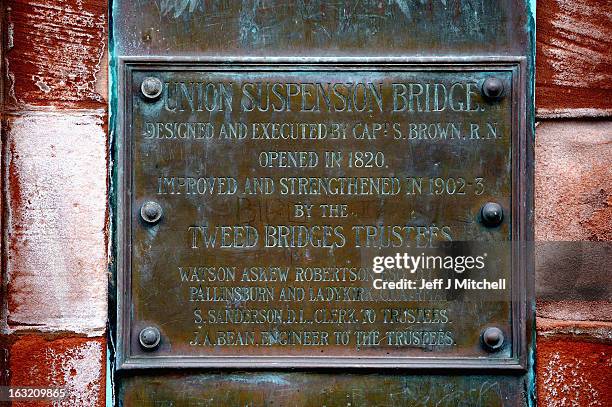 UNION SUSPENSION BRIDGE.
DESIGNED AND EXECUTED BY CAPT S. BROWN, R.N.
OPENED IN 1820.
IMPROVED AND STRENGTHENED IN 1902-3
BY THE
TWEED BRIDGES TRUSTEES
WATSON ASKEW ROBERTSON
PALLINSBURN AND LADYKIRK, CHAIRMAN
S. SANDERSON, D.L., CLERK TO TRUSTEES.
J.A. BEAN, ENGINEER TO THE TRUSTEES.
gettyimages
Jeff J Mitchell
163209865